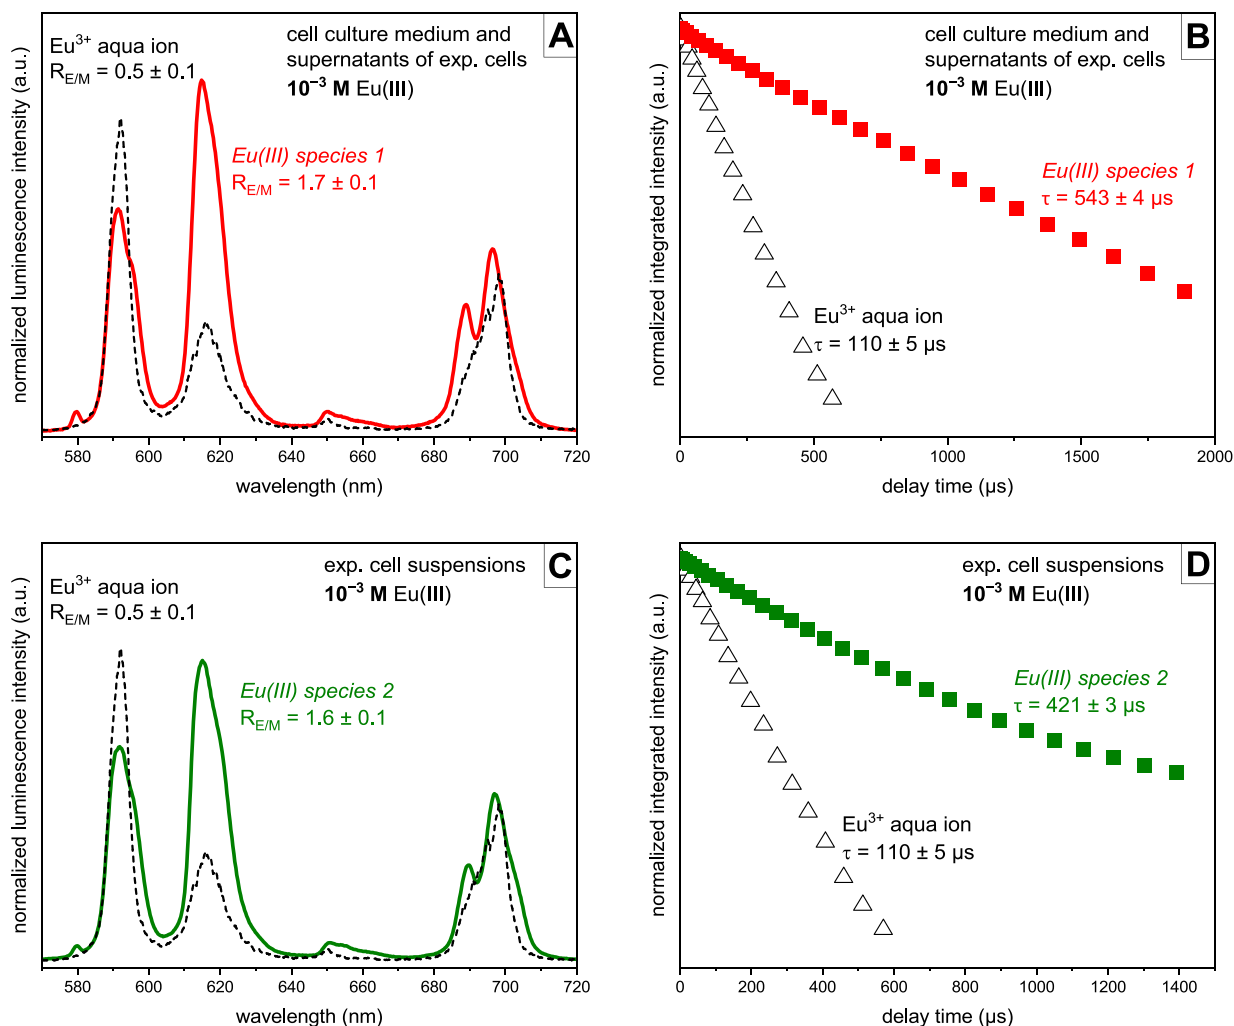 A
Eu³⁺ aqua ion
R_E/M = 0.5 ± 0.1
cell culture medium and
supernatants of exp. cells
10⁻³ M Eu(III)
Eu(III) species 1
R_E/M = 1.7 ± 0.1
normalized luminescence intensity (a.u.)
580 600 620 640 660 680 700 720
wavelength (nm)
B
cell culture medium and
supernatants of exp. cells
10⁻³ M Eu(III)
Eu(III) species 1
τ = 543 ± 4 µs
Eu³⁺ aqua ion
τ = 110 ± 5 µs
normalized integrated intensity (a.u.)
0 500 1000 1500 2000
delay time (µs)
C
Eu³⁺ aqua ion
R_E/M = 0.5 ± 0.1
exp. cell suspensions
10⁻³ M Eu(III)
Eu(III) species 2
R_E/M = 1.6 ± 0.1
normalized luminescence intensity (a.u.)
580 600 620 640 660 680 700 720
wavelength (nm)
D
exp. cell suspensions
10⁻³ M Eu(III)
Eu(III) species 2
τ = 421 ± 3 µs
Eu³⁺ aqua ion
τ = 110 ± 5 µs
normalized integrated intensity (a.u.)
0 200 400 600 800 1000 1200 1400
delay time (µs)